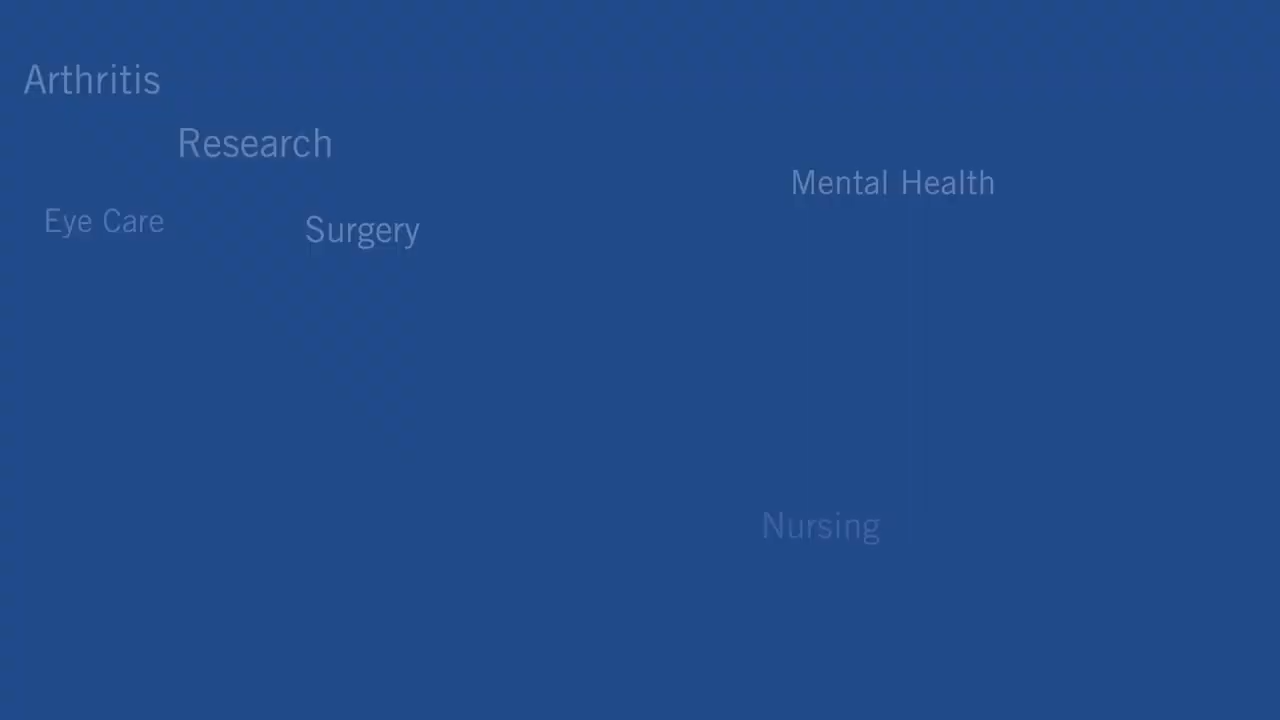 Arthritis
Research
Mental Health
Eye Care
Surgery
Nursing